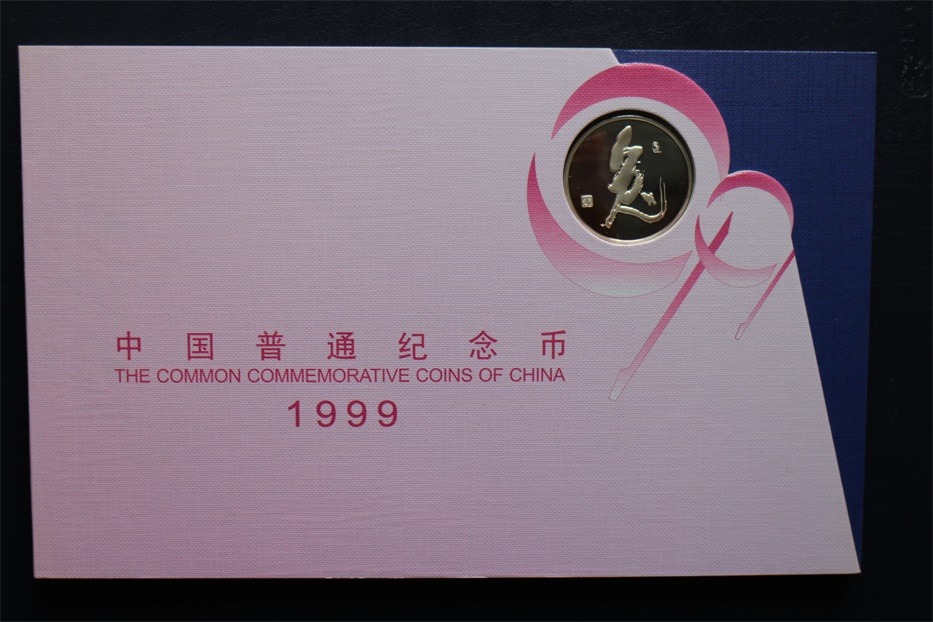 中国普通纪念币
THE COMMON COMMEMORATIVE COINS OF CHINA
1999